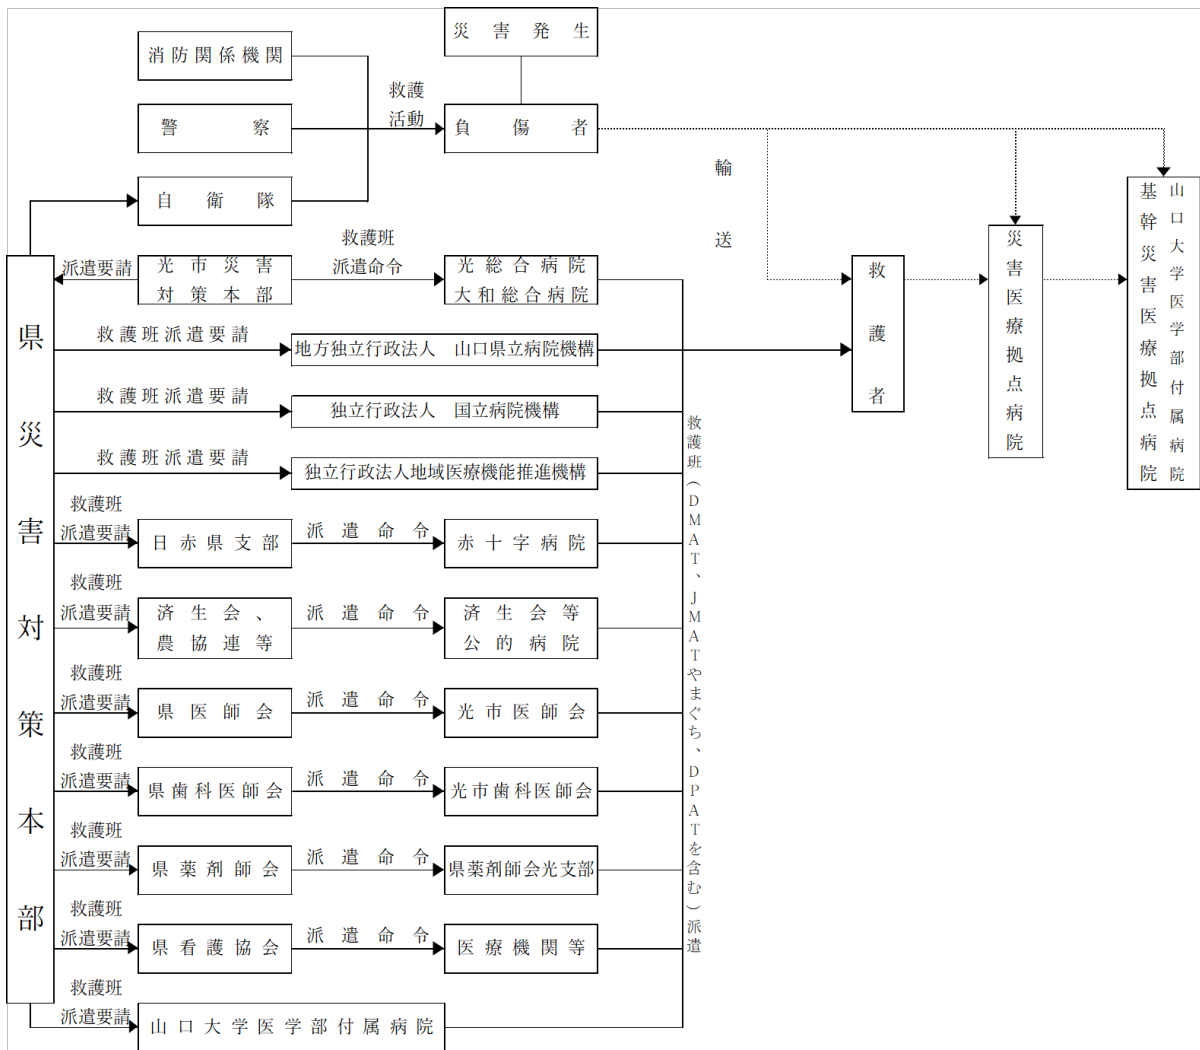 災害発生
消防関係機関
救護
活動
警察
負傷者
輸送
自衛隊
山口大学医学部付属病院
基幹災害医療拠点病院
災害医療拠点病院
救護者
県災害対策本部
派遣要請
光市災害
対策本部
救護班
派遣命令
光総合病院
大和総合病院
救護班派遣要請
地方独立行政法人　山口県立病院機構
救護班派遣要請
独立行政法人　国立病院機構
救護班派遣要請
独立行政法人地域医療機能推進機構
救護班(DMAT、JMATやまぐち、DPATを含む)派遣
救護班
派遣要請
日赤県支部
派遣命令
赤十字病院
救護班
派遣要請
済生会、
農協連等
派遣命令
済生会等
公的病院
救護班
派遣要請
県医師会
派遣命令
光市医師会
救護班
派遣要請
県歯科医師会
派遣命令
光市歯科医師会
救護班
派遣要請
県薬剤師会
派遣命令
県薬剤師会光支部
救護班
派遣要請
県看護協会
派遣命令
医療機関等
救護班
派遣要請
山口大学医学部付属病院